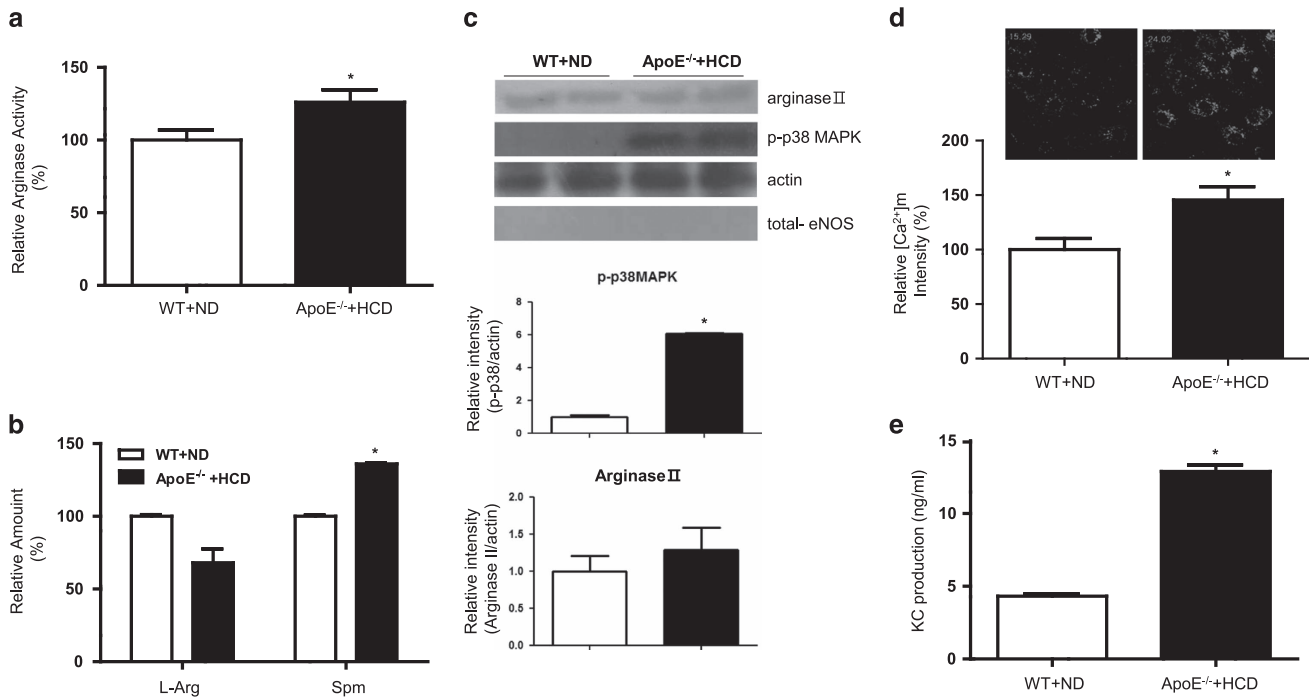 a
150
100
50
0
Relative Arginase Activity
(%)
*
WT+ND
ApoE-/-+HCD
b
150
100
50
0
Relative Amouint
(%)
WT+ND
ApoE-/- +HCD
*
L-Arg
Spm
c
WT+ND
ApoE-/-+HCD
arginase II
p-p38 MAPK
actin
total- eNOS
p-p38MAPK
8
6
4
2
0
Relative intensity
(p-p38/actin)
*
Arginase II
2.0
1.5
1.0
0.5
0.0
Relative intensity
(Arginase II/actin)
d
15.29
24.02
200
150
100
50
0
Relative [Ca2+]m
Intensity (%)
*
WT+ND
ApoE-/-+HCD
e
15
10
5
0
KC production (ng/ml)
*
WT+ND
ApoE-/-+HCD